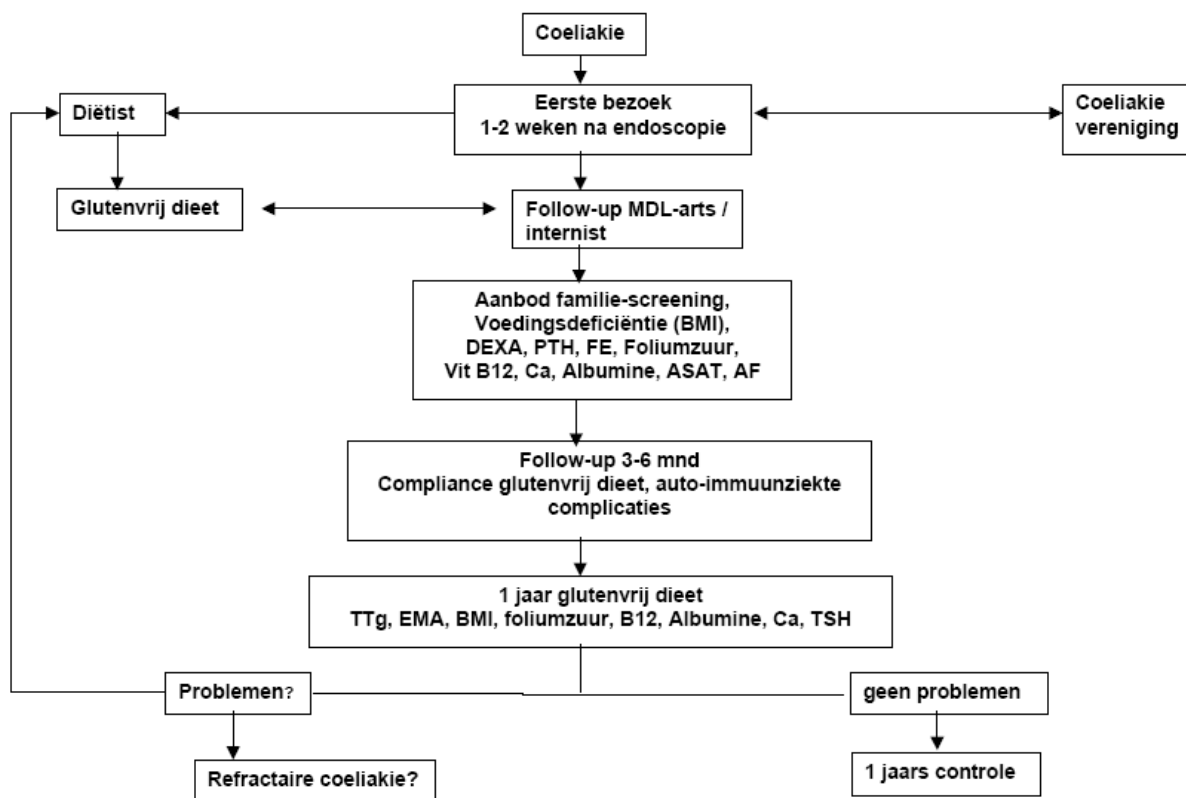 Coeliakie
Diëtist
Eerste bezoek
1-2 weken na endoscopie
Coeliakie
vereniging
Glutenvrij dieet
Follow-up MDL-arts /
internist
Aanbod familie-screening,
Voedingsdeficiëntie (BMI),
DEXA, PTH, FE, Foliumzuur,
Vit B12, Ca, Albumine, ASAT, AF
Follow-up 3-6 mnd
Compliance glutenvrij dieet, auto-immuunziekte
complicaties
1 jaar glutenvrij dieet
TTg, EMA, BMI, foliumzuur, B12, Albumine, Ca, TSH
Problemen?
geen problemen
Refractaire coeliakie?
1 jaars controle